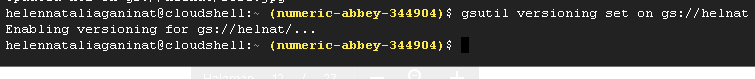 helennataliaganinat@cloudshell:~ (numeric-abbey-344904)$ gsutil versioning set on gs://helnat
Enabling versioning for gs://helnat/...
helennataliaganinat@cloudshell:~ (numeric-abbey-344904)$